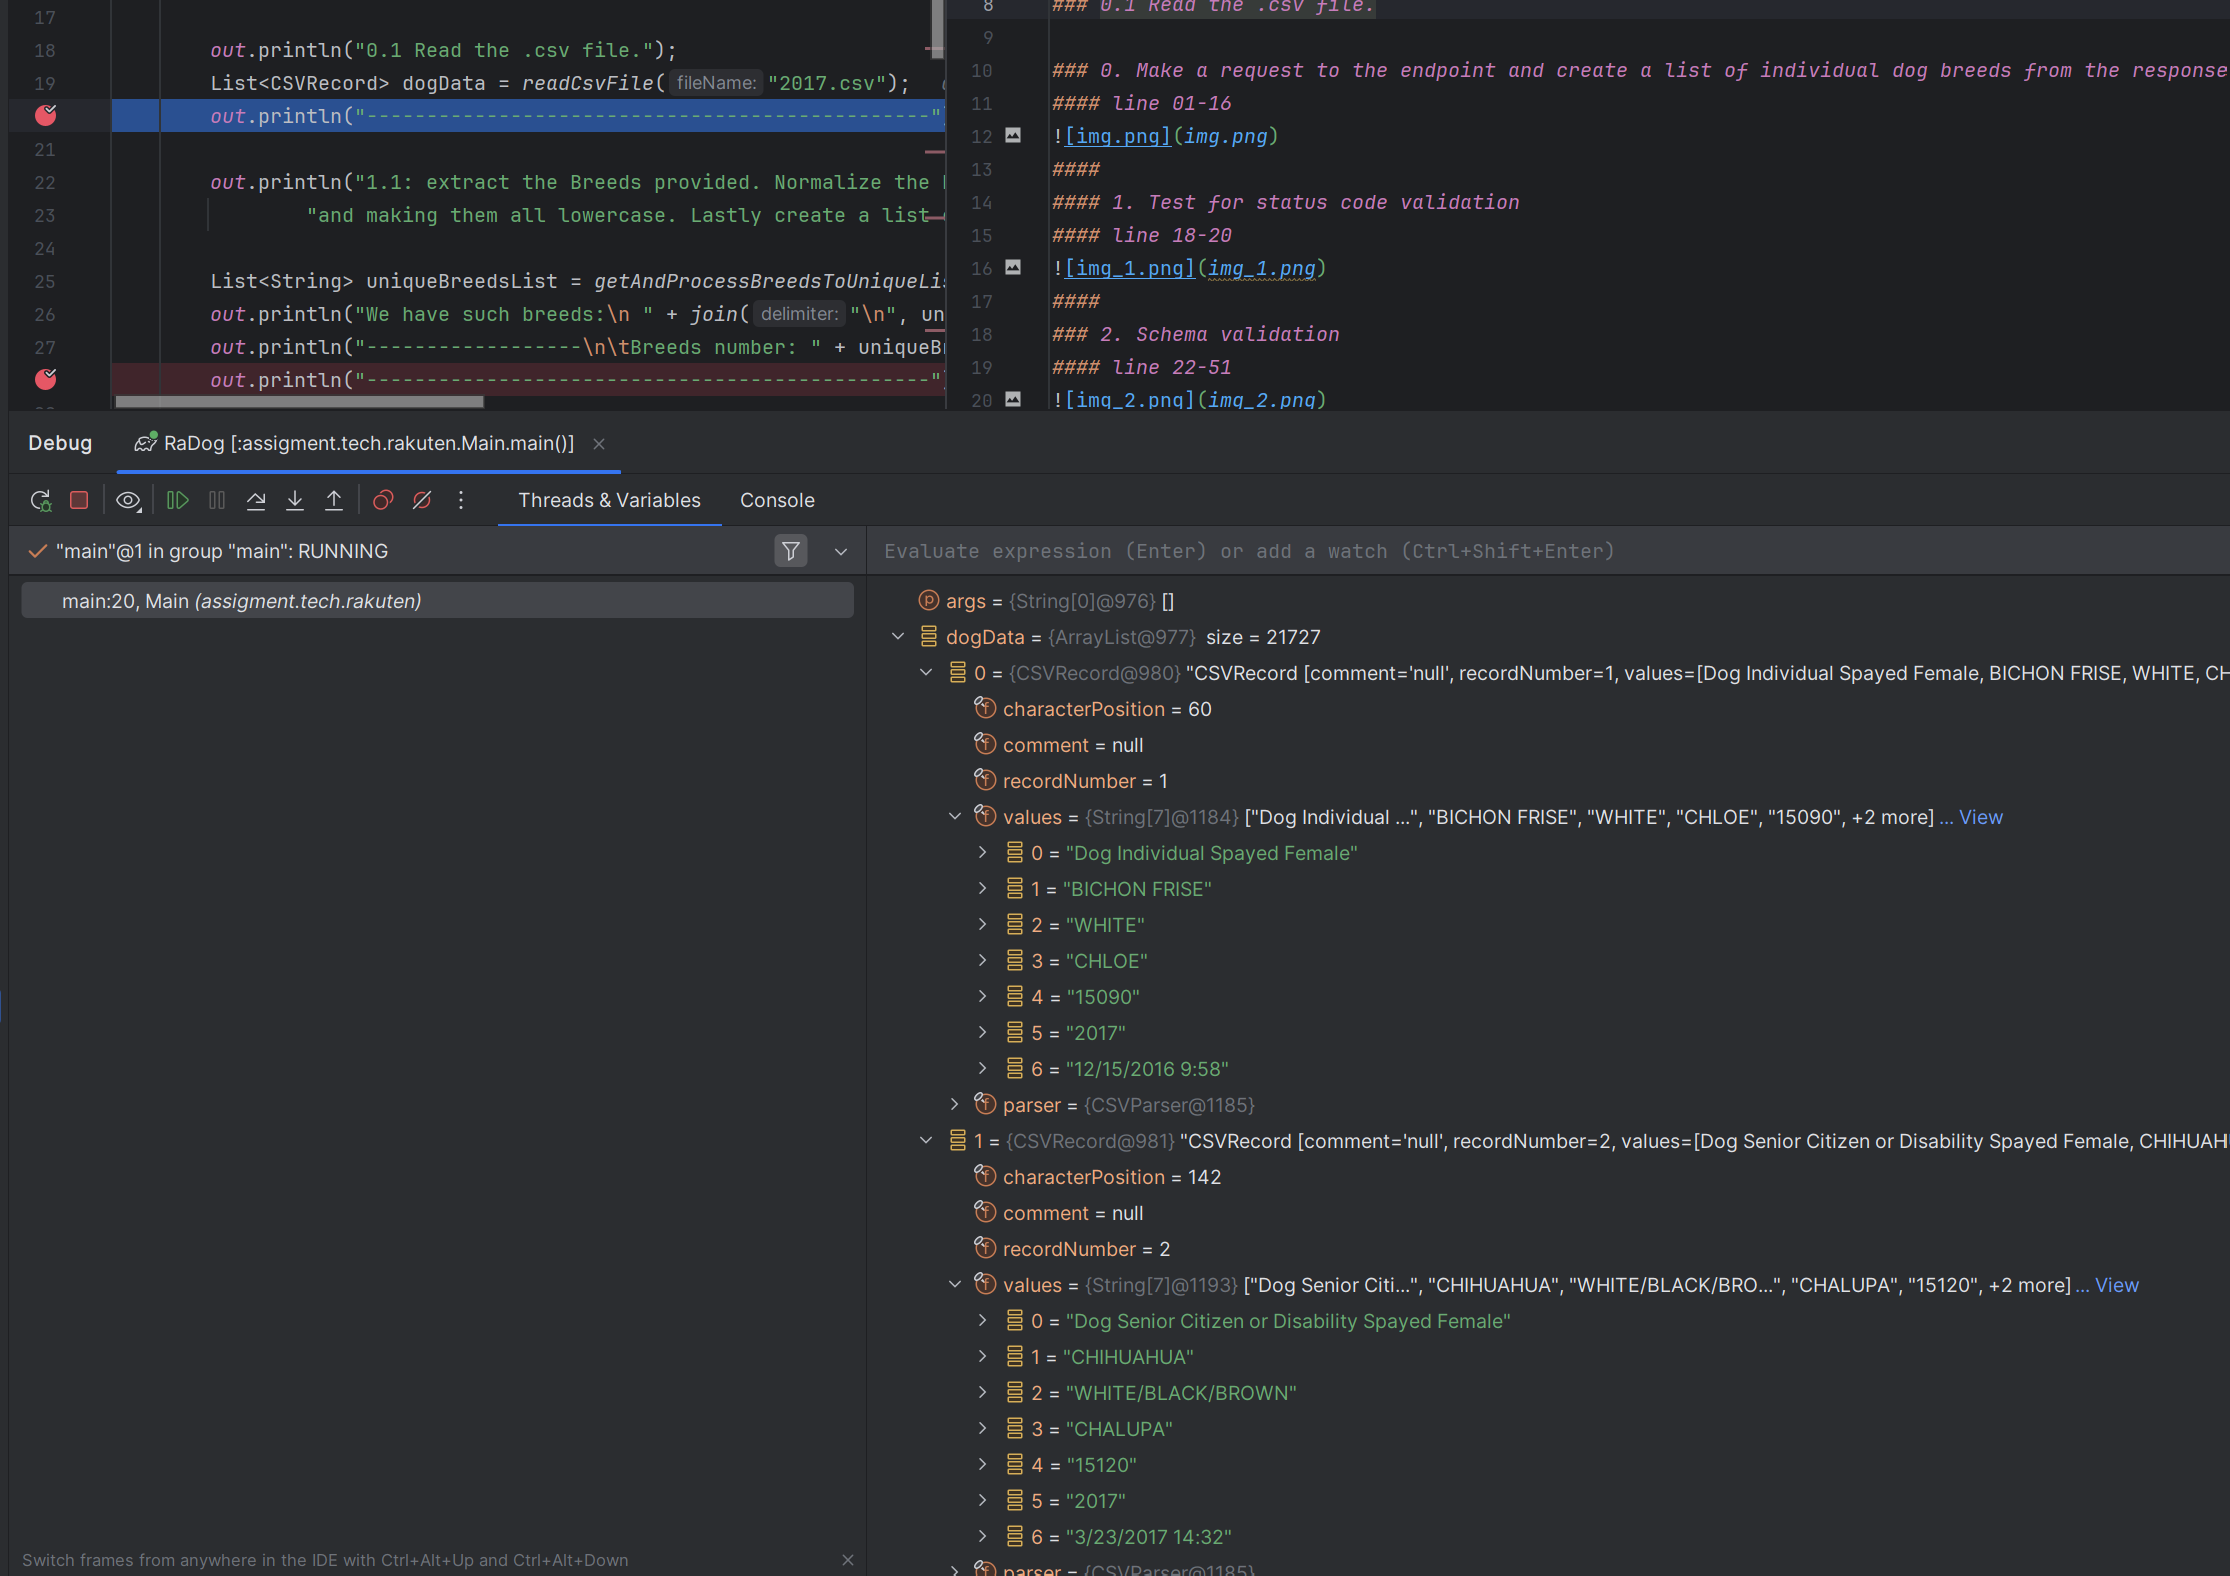 17
18 out.println("0.1 Read the .csv file.");
19 List<CSVRecord> dogData = readCsvFile( fileName: "2017.csv");
out.println("-----------------------------------------------"
21
22 out.println("1.1: extract the Breeds provided. Normalize the
23 "and making them all lowercase. Lastly create a list
24
25 List<String> uniqueBreedsList = getAndProcessBreedsToUniqueLis
26 out.println("We have such breeds:\n " + join( delimiter: "\n", un
27 out.println("------------------\n\tBreeds number: " + uniqueB
out.println("-----------------------------------------------"
8 ### 0.1 Read the .csv file.
9
10 ### 0. Make a request to the endpoint and create a list of individual dog breeds from the response
11 #### line 01-16
12 ![img.png](img.png)
13 ####
14 #### 1. Test for status code validation
15 #### line 18-20
16 ![img_1.png](img_1.png)
17 ####
18 ### 2. Schema validation
19 #### line 22-51
20 ![img_2.png](img_2.png)
Debug RaDog [:assigment.tech.rakuten.Main.main()]
Threads & Variables Console
"main"@1 in group "main": RUNNING
main:20, Main (assigment.tech.rakuten)
Switch frames from anywhere in the IDE with Ctrl+Alt+Up and Ctrl+Alt+Down
Evaluate expression (Enter) or add a watch (Ctrl+Shift+Enter)
args = {String[0]@976} []
dogData = {ArrayList@977} size = 21727
0 = {CSVRecord@980} "CSVRecord [comment='null', recordNumber=1, values=[Dog Individual Spayed Female, BICHON FRISE, WHITE, CH
characterPosition = 60
comment = null
recordNumber = 1
values = {String[7]@1184} ["Dog Individual ...", "BICHON FRISE", "WHITE", "CHLOE", "15090", +2 more] ... View
0 = "Dog Individual Spayed Female"
1 = "BICHON FRISE"
2 = "WHITE"
3 = "CHLOE"
4 = "15090"
5 = "2017"
6 = "12/15/2016 9:58"
parser = {CSVParser@1185}
1 = {CSVRecord@981} "CSVRecord [comment='null', recordNumber=2, values=[Dog Senior Citizen or Disability Spayed Female, CHIHUAH
characterPosition = 142
comment = null
recordNumber = 2
values = {String[7]@1193} ["Dog Senior Citi...", "CHIHUAHUA", "WHITE/BLACK/BRO...", "CHALUPA", "15120", +2 more] ... View
0 = "Dog Senior Citizen or Disability Spayed Female"
1 = "CHIHUAHUA"
2 = "WHITE/BLACK/BROWN"
3 = "CHALUPA"
4 = "15120"
5 = "2017"
6 = "3/23/2017 14:32"
parser = {CSVParser@1185}